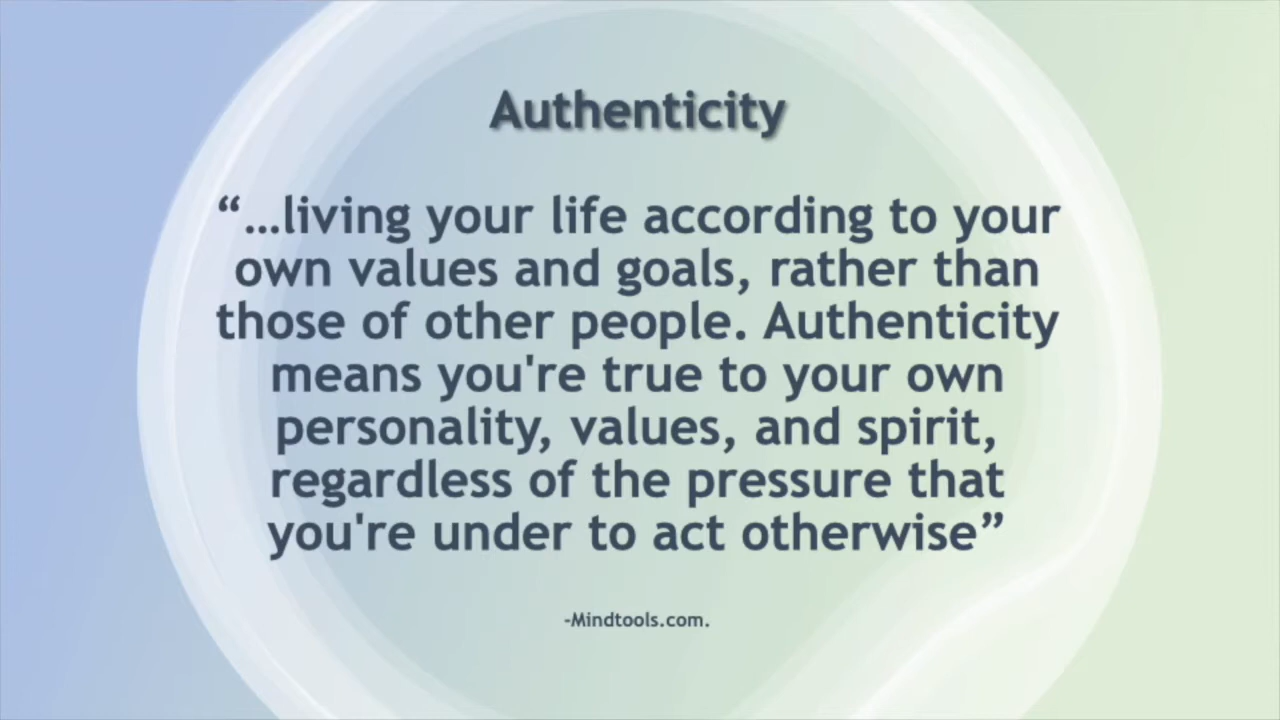 Authenticity
“…living your life according to your
own values and goals, rather than
those of other people. Authenticity
means you're true to your own
personality, values, and spirit,
regardless of the pressure that
you're under to act otherwise”
-Mindtools.com.